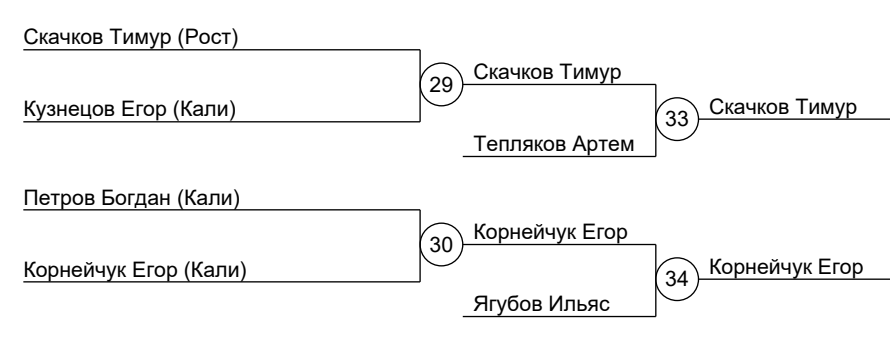 Скачков Тимур (Рост)
29
Скачков Тимур
Кузнецов Егор (Кали)
33
Скачков Тимур
Тепляков Артем
Петров Богдан (Кали)
30
Корнейчук Егор
Корнейчук Егор (Кали)
34
Корнейчук Егор
Ягубов Ильяс